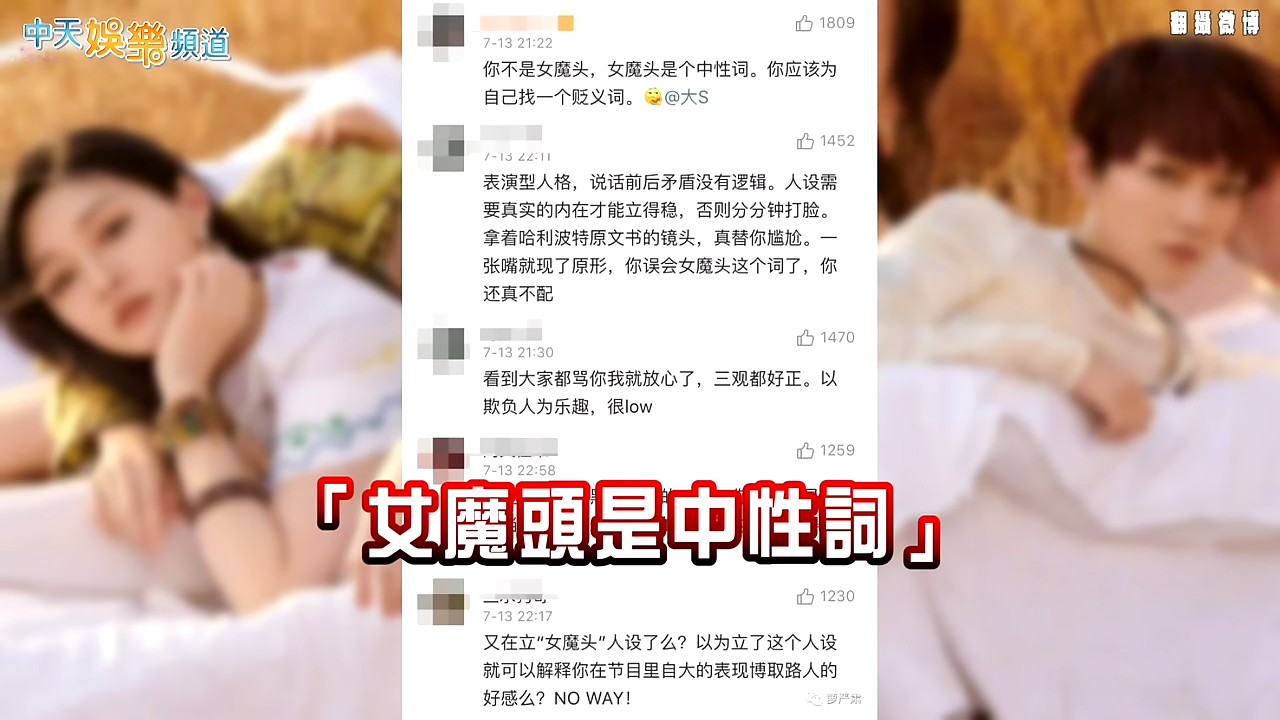 中天娛樂頻道
翻攝微博
1809
7-13 21:22
你不是女魔头，女魔头是个中性词。你应该为
自己找一个贬义词。🤔@大S
1452
7-13 22:11
表演型人格，说话前后矛盾没有逻辑。人设需
要真实的内在才能立得稳，否则分分钟打脸。
拿着哈利波特原文书的镜头，真替你尴尬。一
张嘴就现了原形，你误会女魔头这个词了，你
还真不配
1470
7-13 21:30
看到大家都骂你我就放心了，三观都好正。以
欺负人为乐趣，很low
1259
7-13 22:58
「女魔頭是中性詞」
1230
7-13 22:17
又在立“女魔头”人设了么？以为立了这个人设
就可以解释你在节目里自大的表现博取路人的
好感么？NO WAY！
萝严肃